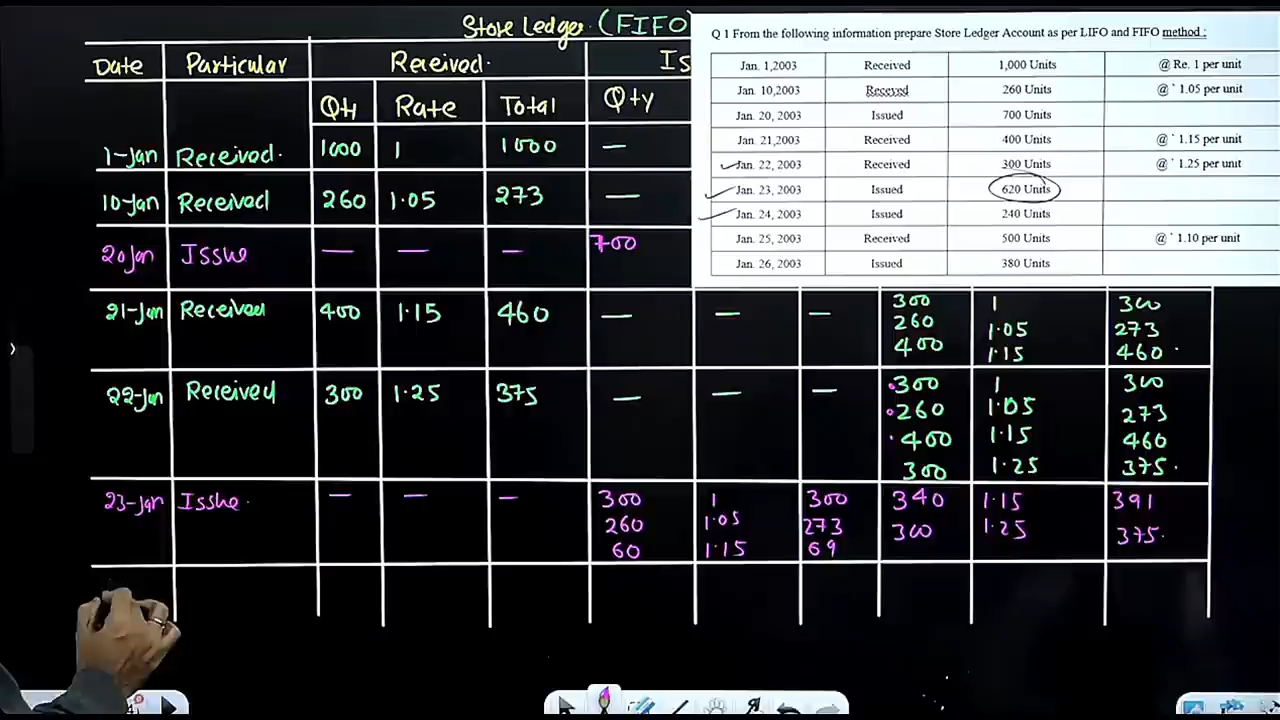 Store Ledger (FIFO)
Date Particular Received. Is
Qty Rate Total Qty
1-Jan Received. 1000 1 1000 —
10-Jan Received 260 1.05 273 —
20Jan Isshe — — — 700
Q 1 From the following information prepare Store Ledger Account as per LIFO and FIFO method :
Jan. 1,2003 Received 1,000 Units @ Re. 1 per unit
Jan. 10,2003 Receved 260 Units @ ` 1.05 per unit
Jan. 20, 2003 Issued 700 Units
Jan. 21,2003 Received 400 Units @ ` 1.15 per unit
Jan. 22, 2003 Received 300 Units @ ` 1.25 per unit
Jan. 23, 2003 Issued 620 Units
Jan. 24, 2003 Issued 240 Units
Jan. 25, 2003 Received 500 Units @ ` 1.10 per unit
Jan. 26, 2003 Issued 380 Units
21-Jan Received 400 1.15 460 — — — 300 1 300
260 1.05 273
400 1.15 460
22-Jan Received 300 1.25 375 — — — 300 1 300
260 1.05 273
400 1.15 460
300 1.25 375
23-Jan Isshe — — — 300 1 300 340 1.15 391
260 1.05 273 300 1.25 375
60 1.15 69